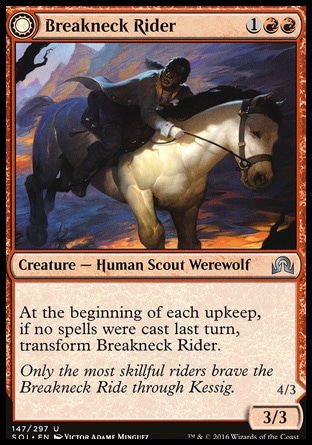 Breakneck Rider 1
Creature — Human Scout Werewolf
At the beginning of each upkeep,
if no spells were cast last turn,
transform Breakneck Rider.
Only the most skillful riders brave the
Breakneck Ride through Kessig.
4/3
3/3
147/297 U
SOI • EN Victor Adame Minguez
™ & © 2016 Wizards of the Coast